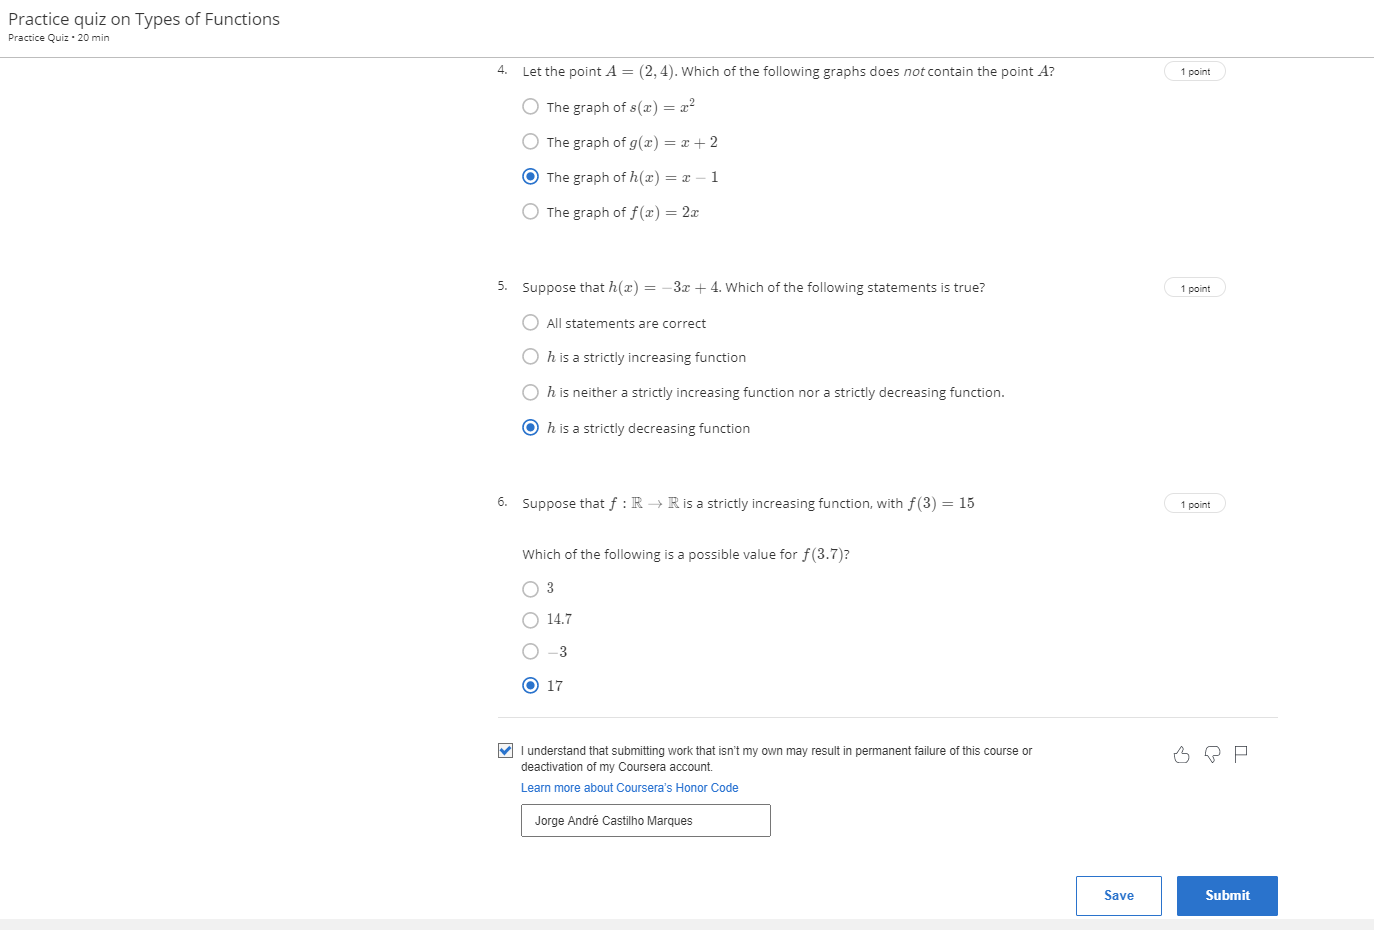 Practice quiz on Types of Functions
Practice Quiz • 20 min
4. Let the point A = (2, 4). Which of the following graphs does not contain the point A?
1 point
The graph of s(x) = x²
The graph of g(x) = x + 2
The graph of h(x) = x − 1
The graph of f(x) = 2x
5. Suppose that h(x) = −3x + 4. Which of the following statements is true?
1 point
All statements are correct
h is a strictly increasing function
h is neither a strictly increasing function nor a strictly decreasing function.
h is a strictly decreasing function
6. Suppose that f : ℝ → ℝ is a strictly increasing function, with f(3) = 15
1 point
Which of the following is a possible value for f(3.7)?
3
14.7
−3
17
I understand that submitting work that isn't my own may result in permanent failure of this course or
deactivation of my Coursera account.
Learn more about Coursera's Honor Code
Jorge André Castilho Marques
Save
Submit